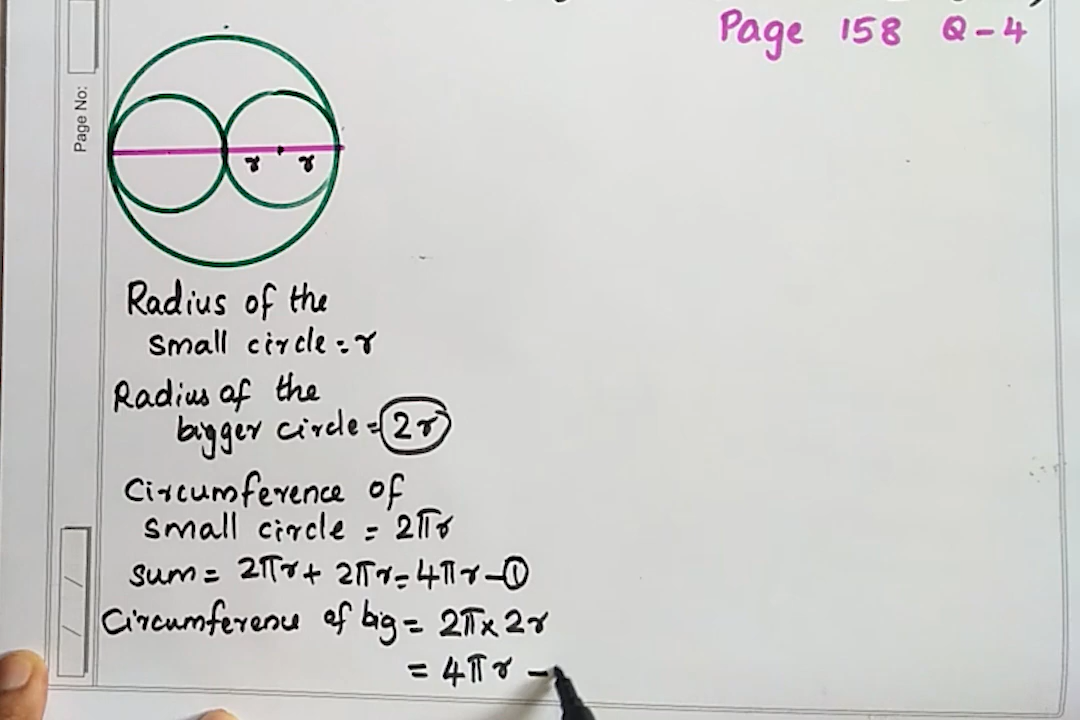 Page 158 Q-4
Page No:
r r
Radius of the
small circle = r
Radius of the
bigger circle = 2r
Circumference of
small circle = 2πr
sum = 2πr + 2πr = 4πr - ①
Circumference of big = 2π x 2r
= 4πr -